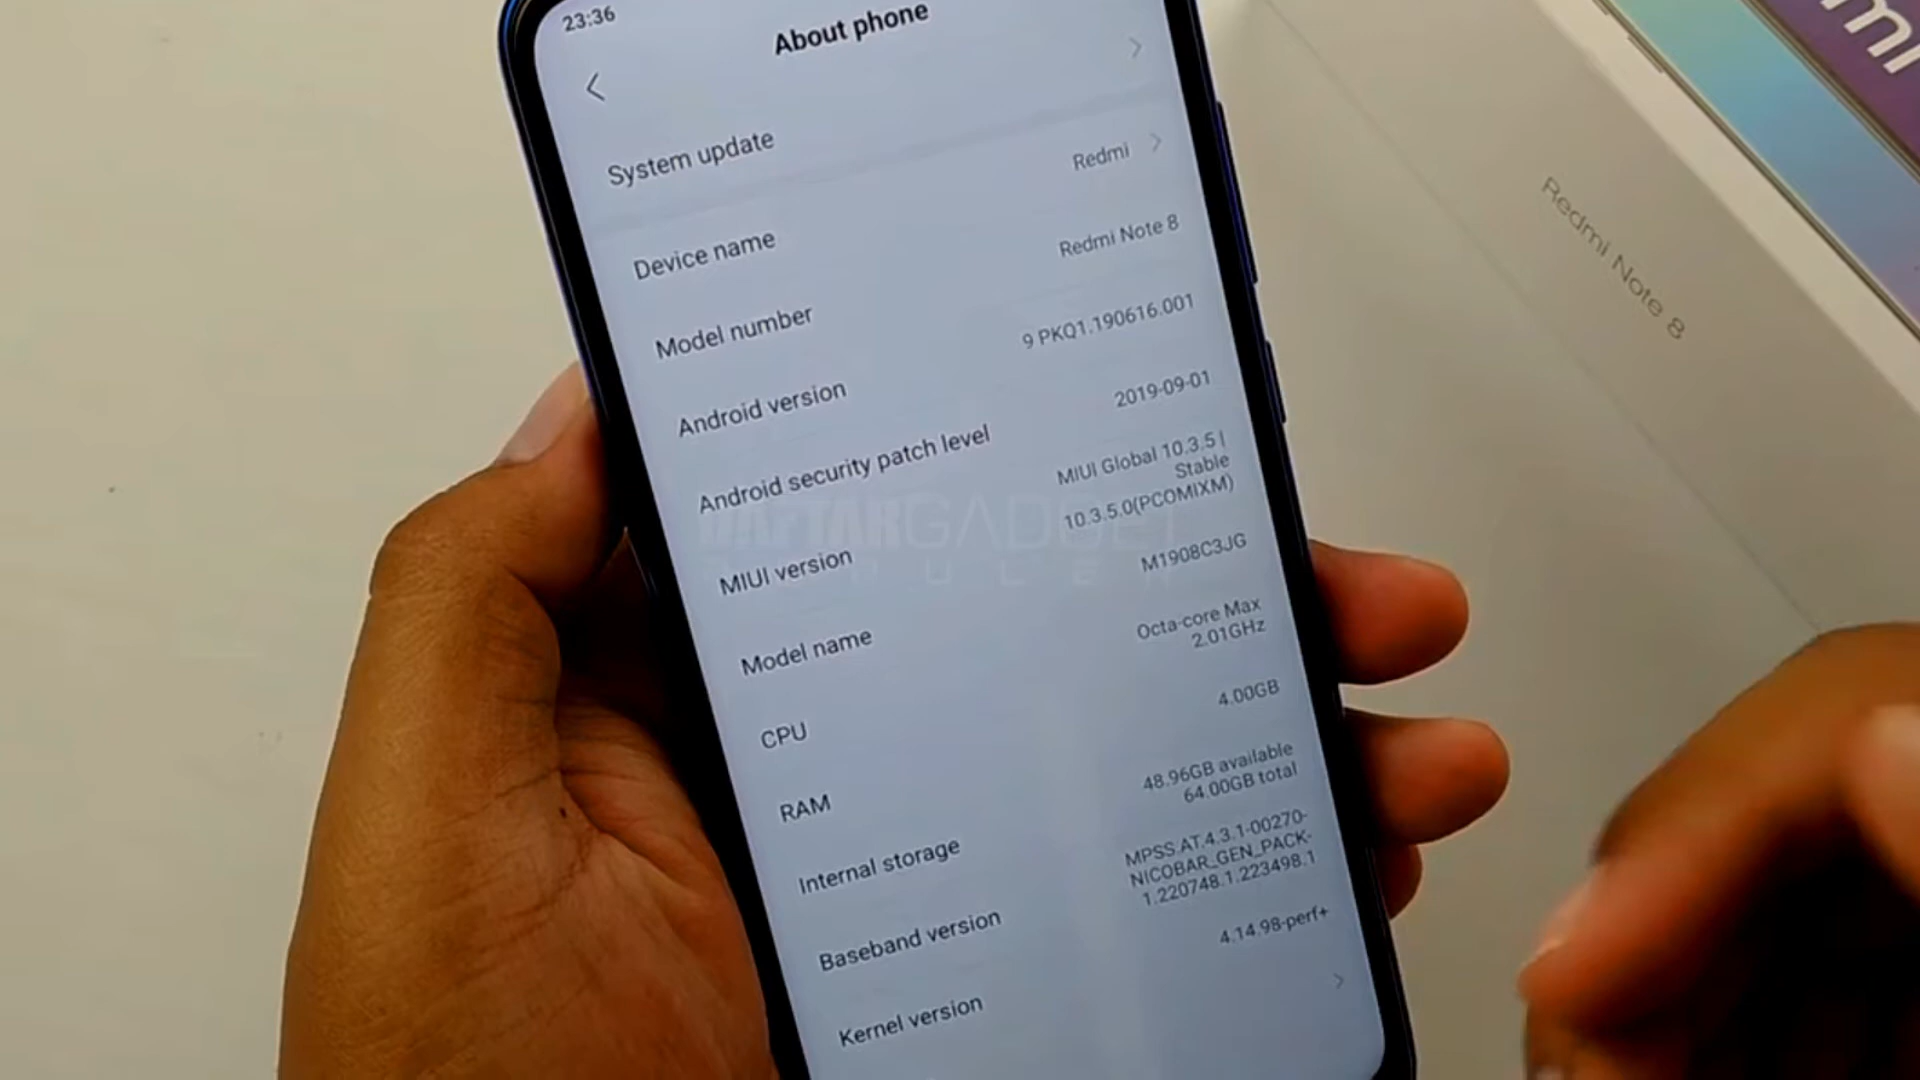 23:36
About phone
System update
Device name
Redmi
Model number
Redmi Note 8
Android version
9 PKQ1.190616.001
Android security patch level
2019-09-01
MIUI version
MIUI Global 10.3.5 |
Stable
10.3.5.0(PCOMIXM)
Model name
M1908C3JG
CPU
Octa-core Max
2.01GHz
RAM
4.00GB
Internal storage
48.96GB available
64.00GB total
Baseband version
MPSS.AT.4.3.1-00270-
NICOBAR_GEN_PACK-
1.220748.1.223498.1
Kernel version
4.14.98-perf+
Redmi Note 8